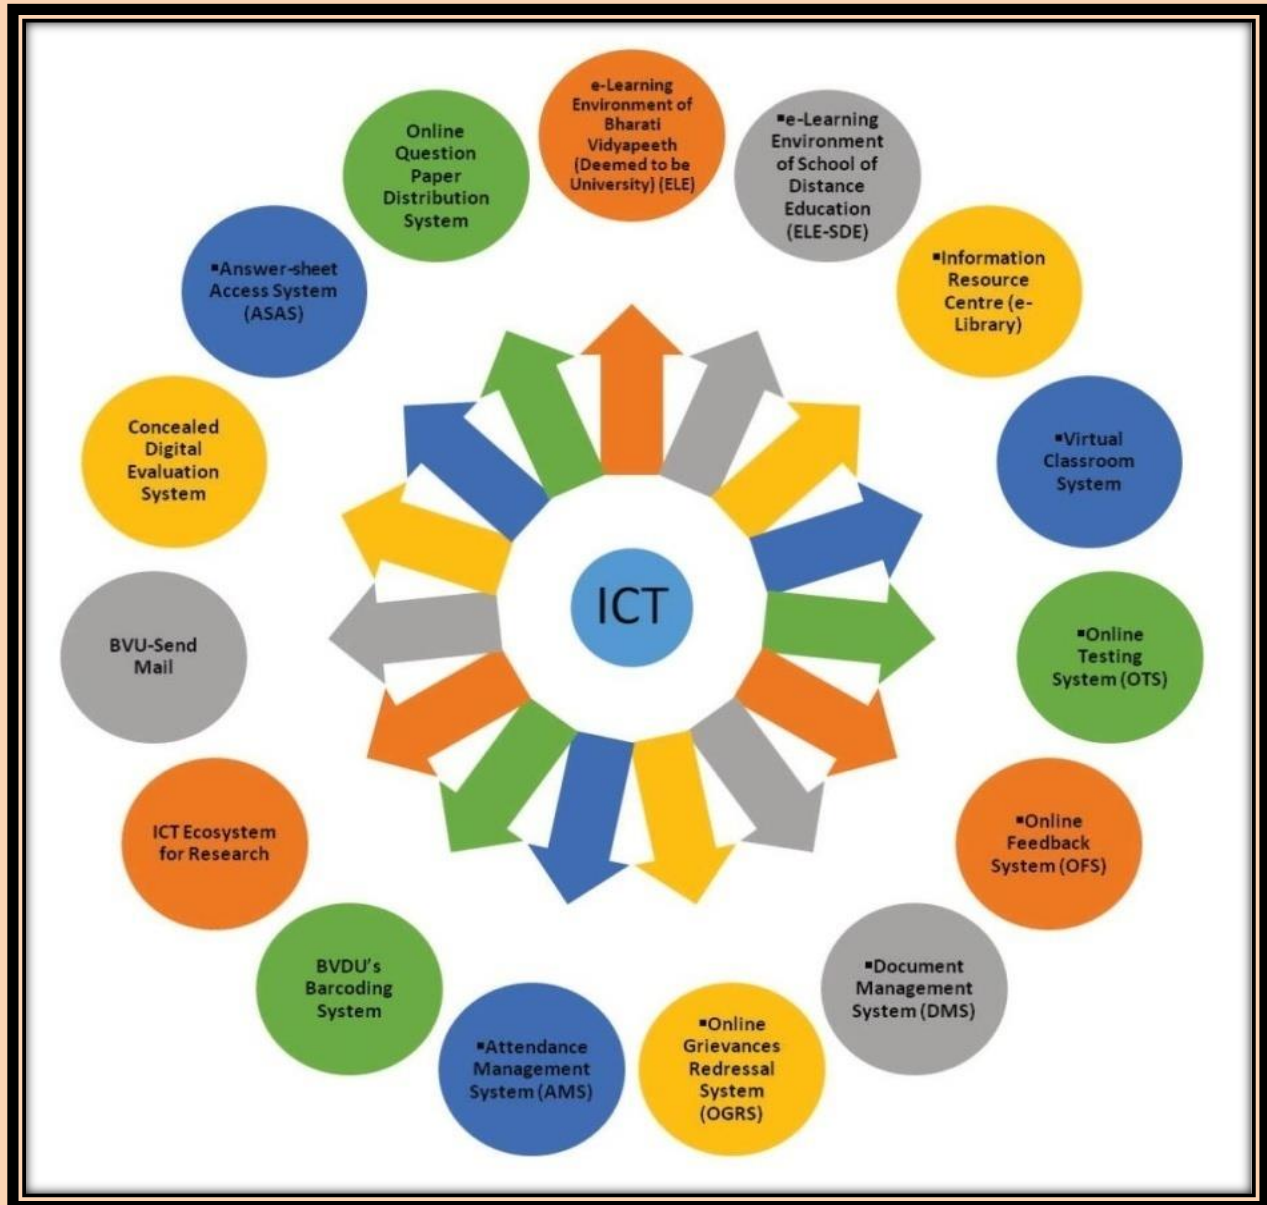 e-Learning
Environment of
Bharati
Vidyapeeth
(Deemed to be
University) (ELE)
▪e-Learning
Environment
of School of
Distance
Education
(ELE-SDE)
▪Information
Resource
Centre (e-
Library)
▪Virtual
Classroom
System
▪Online
Testing
System (OTS)
▪Online
Feedback
System (OFS)
▪Document
Management
System (DMS)
▪Online
Grievances
Redressal
System
(OGRS)
▪Attendance
Management
System (AMS)
BVDU's
Barcoding
System
ICT Ecosystem
for Research
BVU-Send
Mail
Concealed
Digital
Evaluation
System
▪Answer-sheet
Access System
(ASAS)
Online
Question
Paper
Distribution
System
ICT